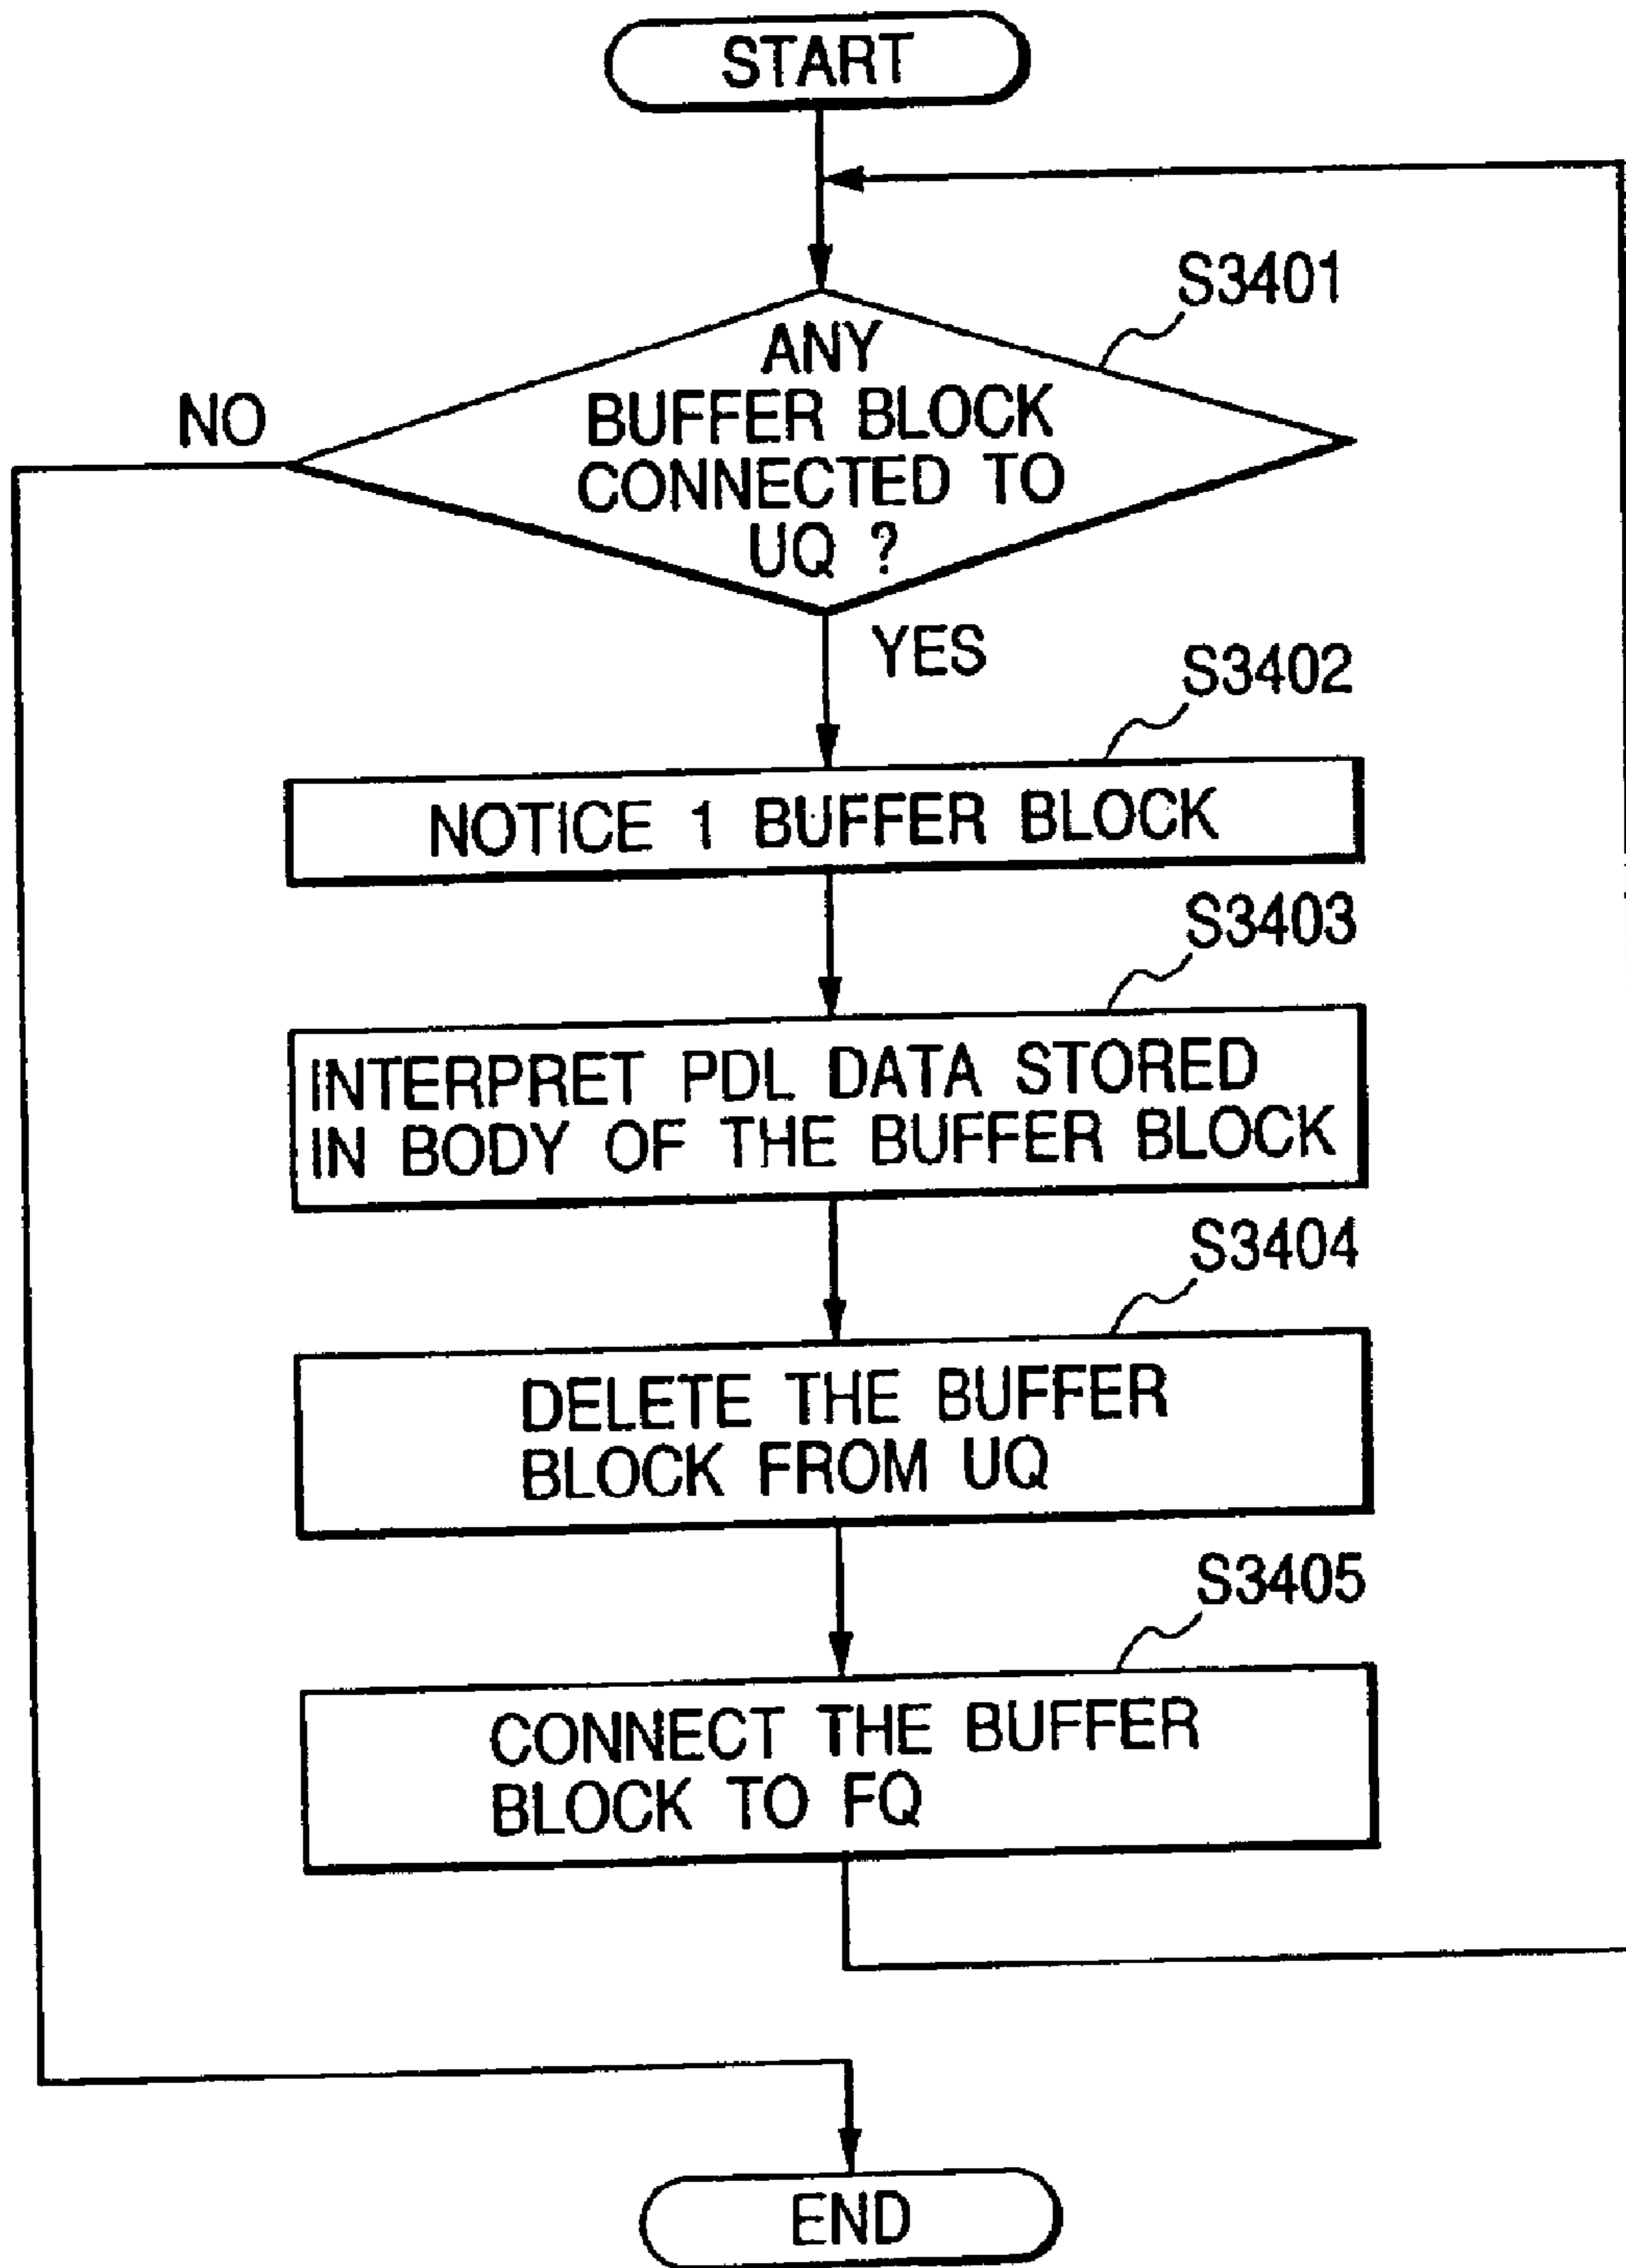 START
S3401
ANY
BUFFER BLOCK
CONNECTED TO
UQ ?
NO
YES
S3402
NOTICE 1 BUFFER BLOCK
S3403
INTERPRET PDL DATA STORED
IN BODY OF THE BUFFER BLOCK
S3404
DELETE THE BUFFER
BLOCK FROM UQ
S3405
CONNECT THE BUFFER
BLOCK TO FQ
END